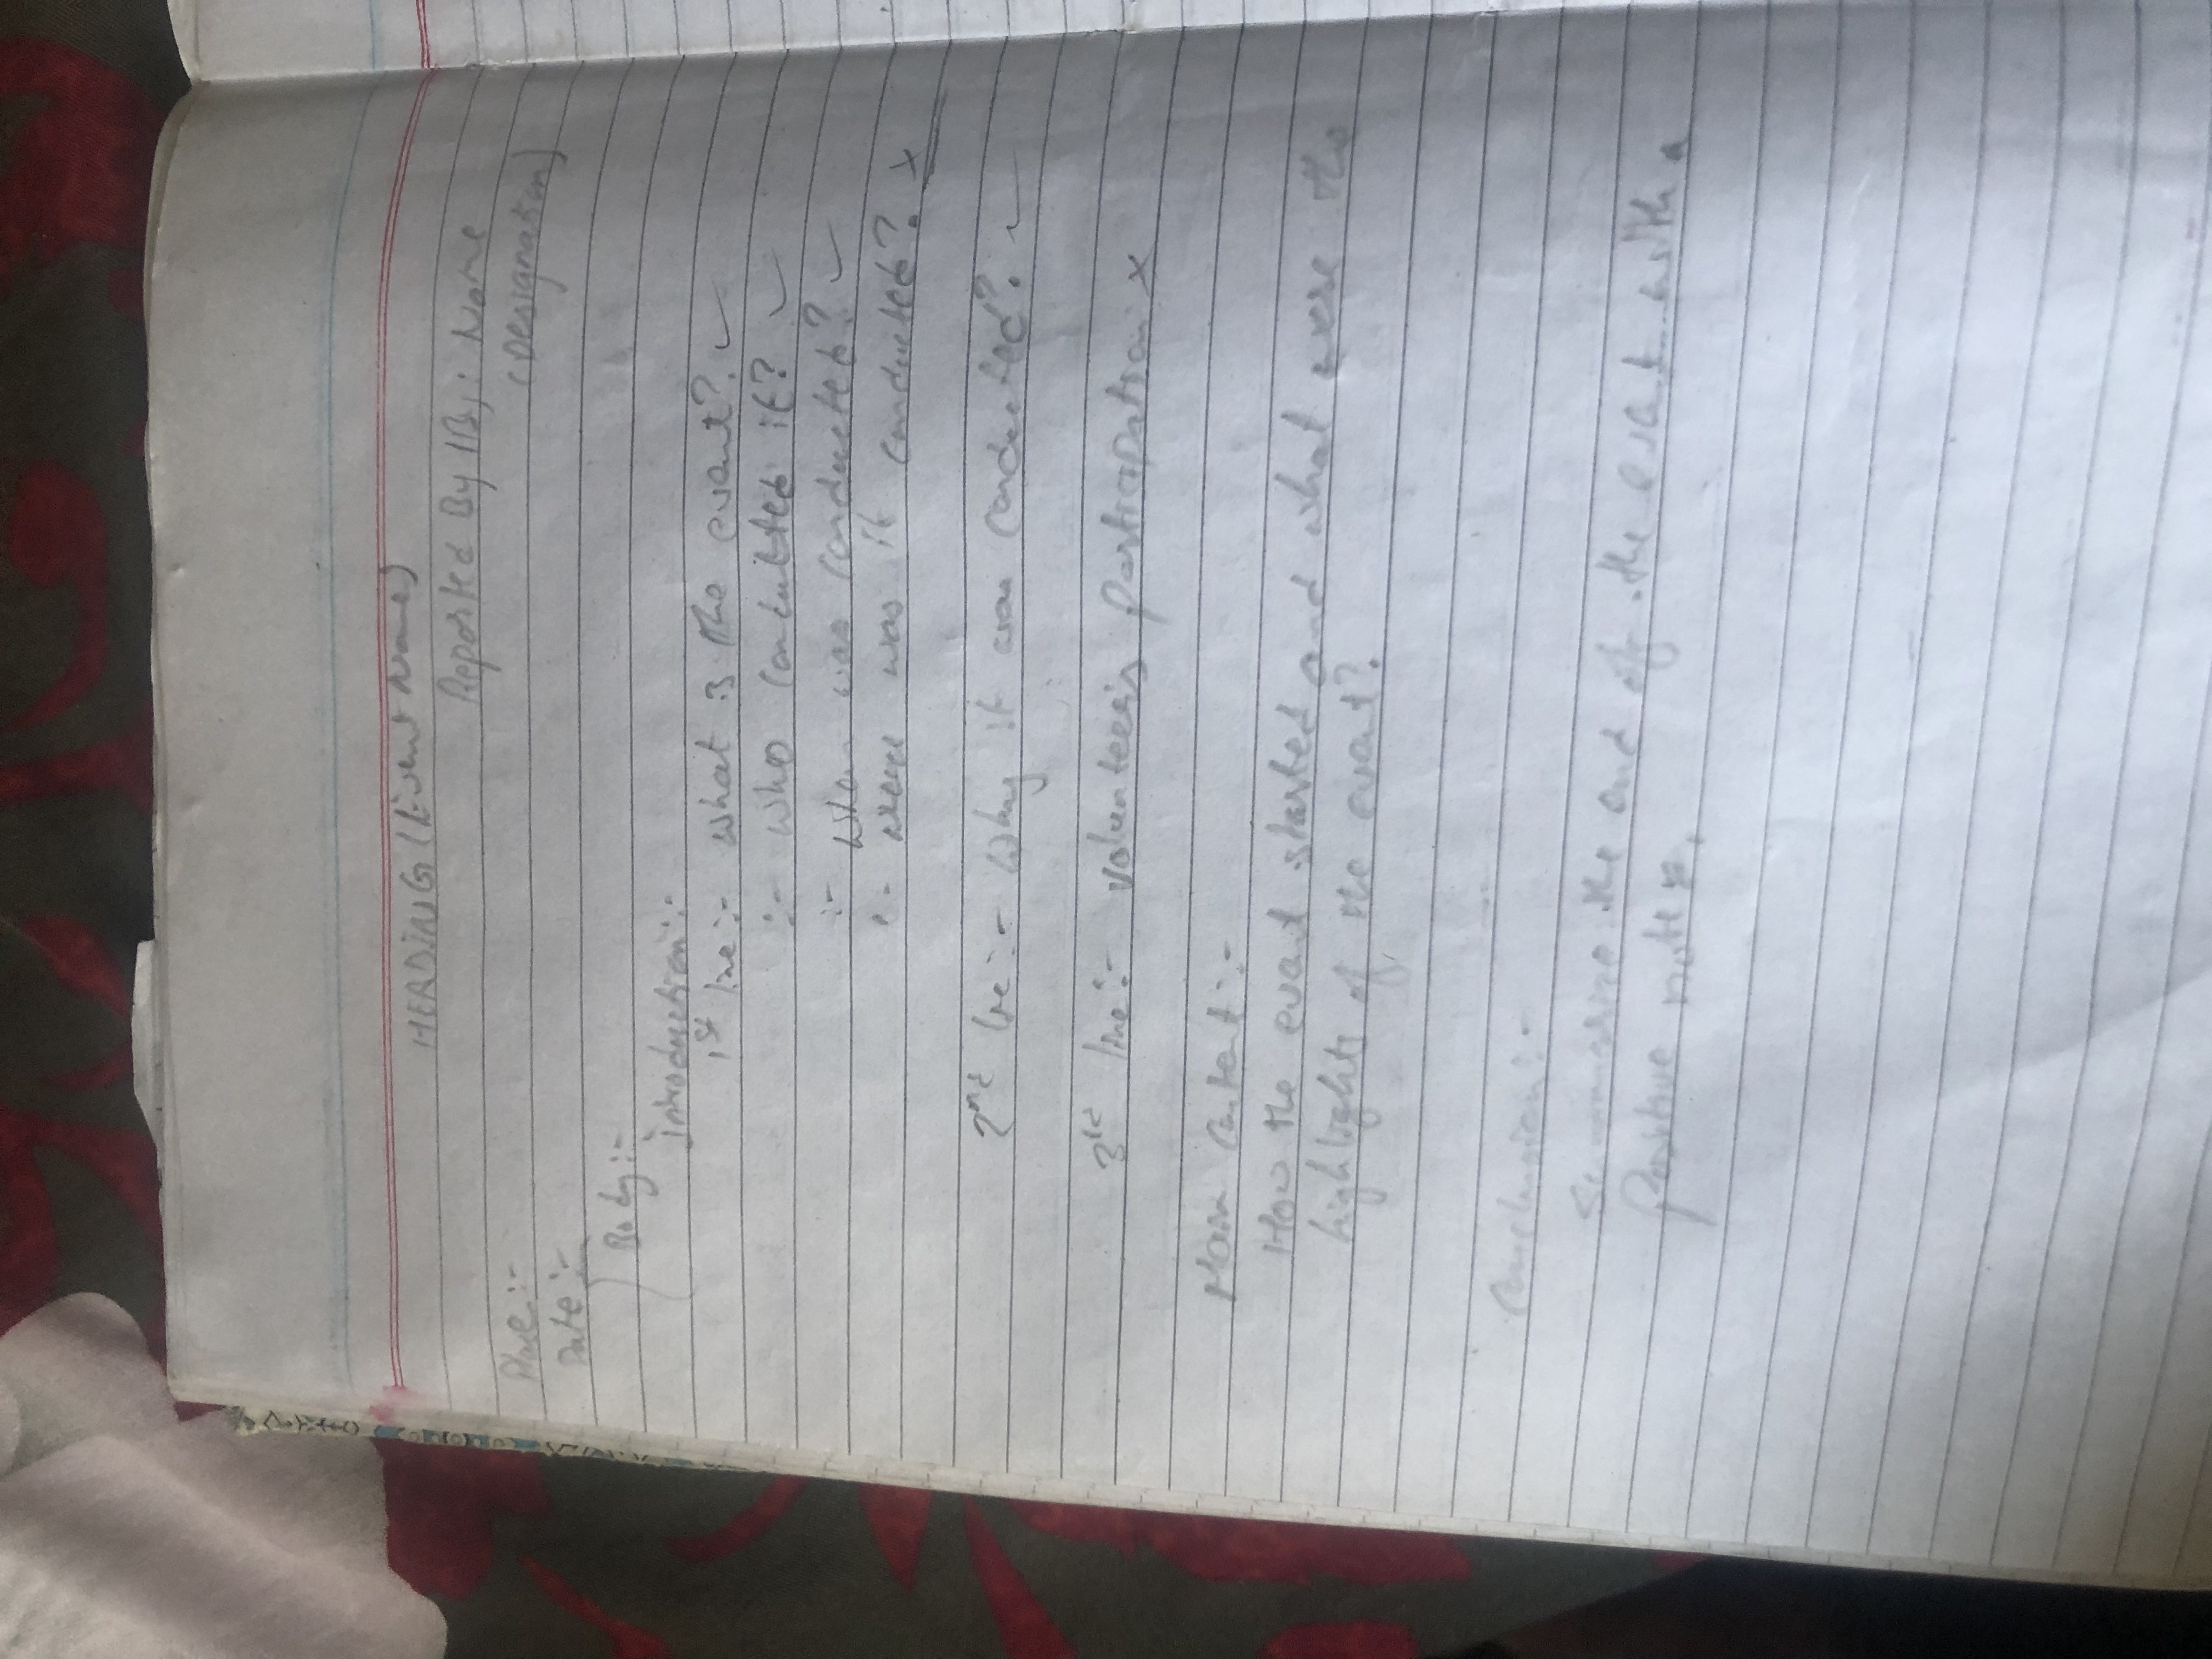 HEADING (Event Name)
Reported By / By: Name
(Designation)
Place:-
Date:-
Body:-
Introduction:-
1st line:- what is the event? ✓
:- who conducted it? ✓
:- when was conducted? ✓
:- where was it conducted? x
2nd line:- Why it was conducted? ✓
3rd line:- volunteers participation x
Main Content:-
How the event started and what were the
highlights of the event?
Conclusion:-
Summarise the end of the event with a
Positive note.